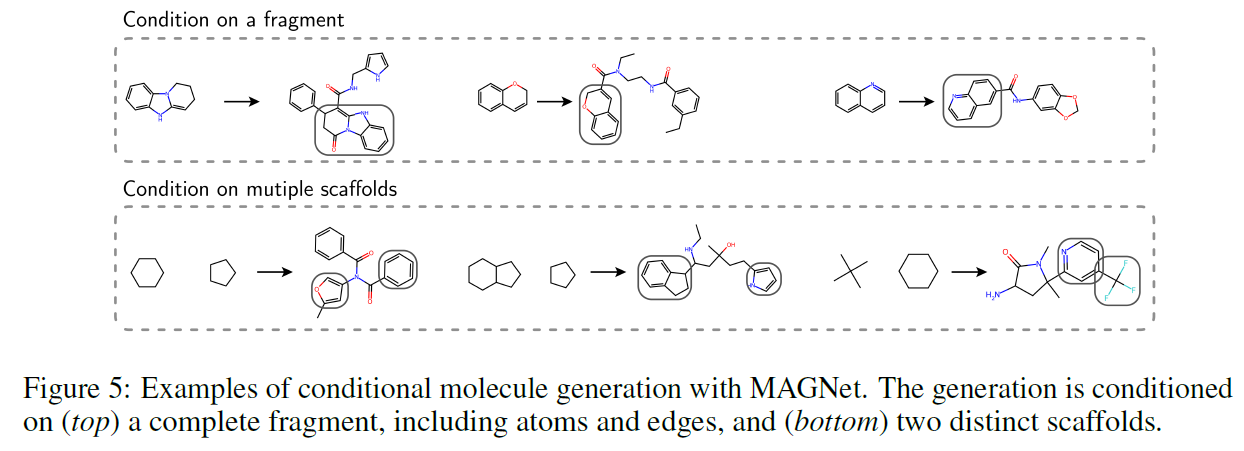 Condition on a fragment
N
N
H
O
NH
N
H
NH
N
O
O
O
N
O
NH
O
N
N
O
NH
O
O
Condition on mutiple scaffolds
O
N
O
O
HN
OH
N
O
N
H₂N
N
F
F
F
Figure 5: Examples of conditional molecule generation with MAGNet. The generation is conditioned
on (top) a complete fragment, including atoms and edges, and (bottom) two distinct scaffolds.